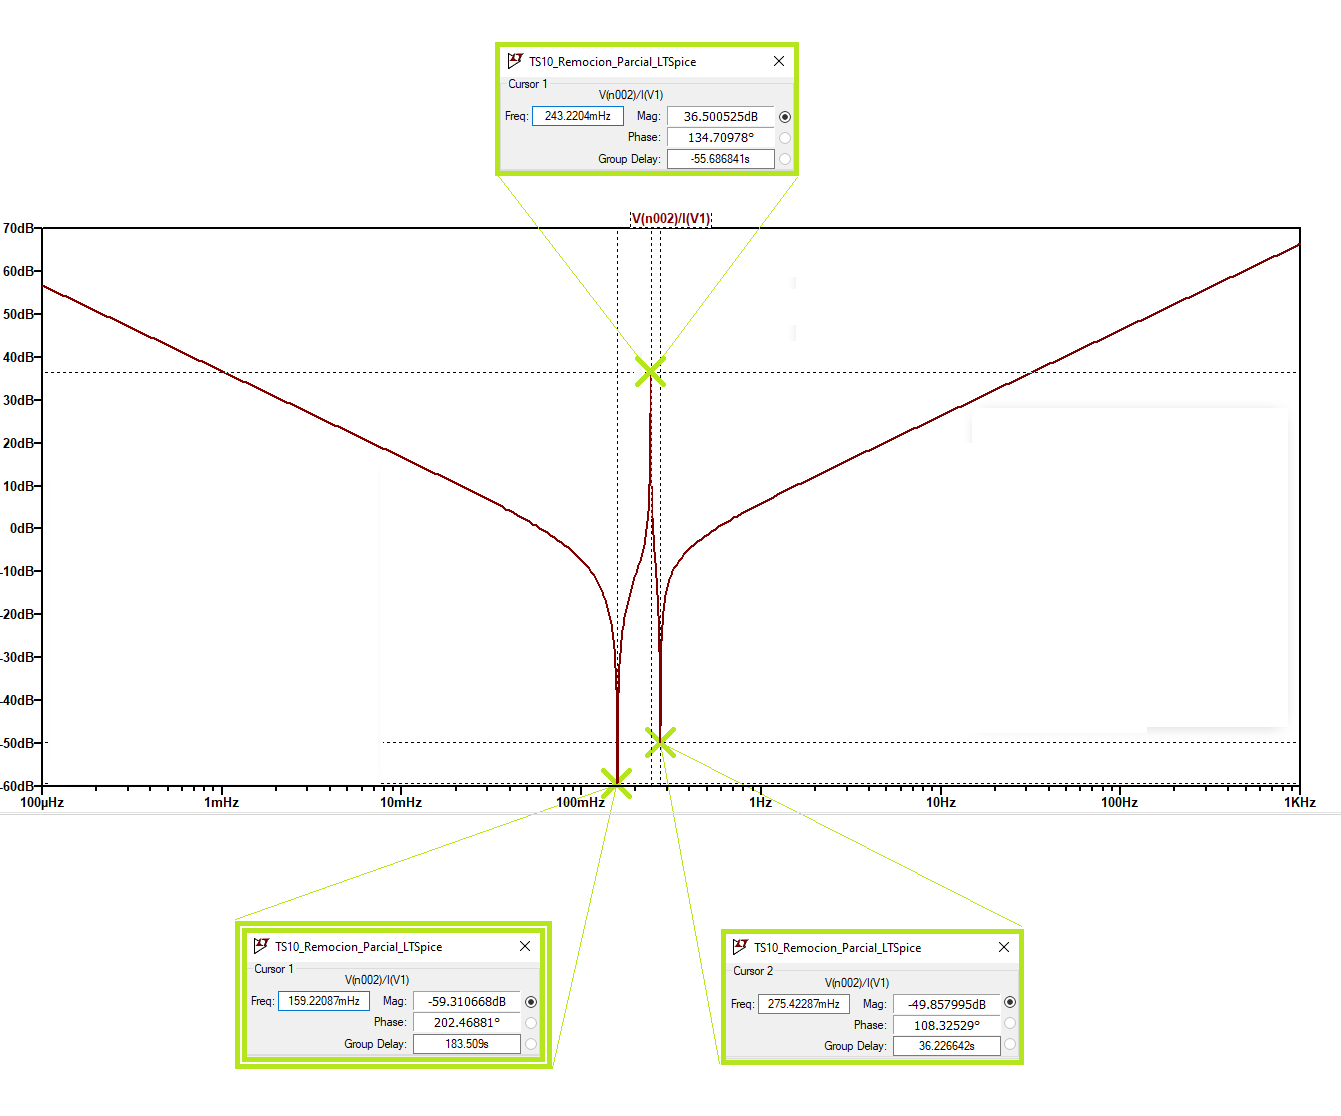 TS10_Remocion_Parcial_LTSpice
Cursor 1
V(n002)/I(V1)
Freq: 243.2204mHz Mag: 36.500525dB
Phase: 134.70978°
Group Delay: -55.686841s
V(n002)/I(V1)
70dB
60dB
50dB
40dB
30dB
20dB
10dB
0dB
-10dB
-20dB
-30dB
-40dB
-50dB
-60dB
100µHz 1mHz 10mHz 100mHz 1Hz 10Hz 100Hz 1KHz
TS10_Remocion_Parcial_LTSpice
Cursor 1
V(n002)/I(V1)
Freq: 159.22087mHz Mag: -59.310668dB
Phase: 202.46881°
Group Delay: 183.509s
TS10_Remocion_Parcial_LTSpice
Cursor 2
V(n002)/I(V1)
Freq: 275.42287mHz Mag: -49.857995dB
Phase: 108.32529°
Group Delay: 36.226642s